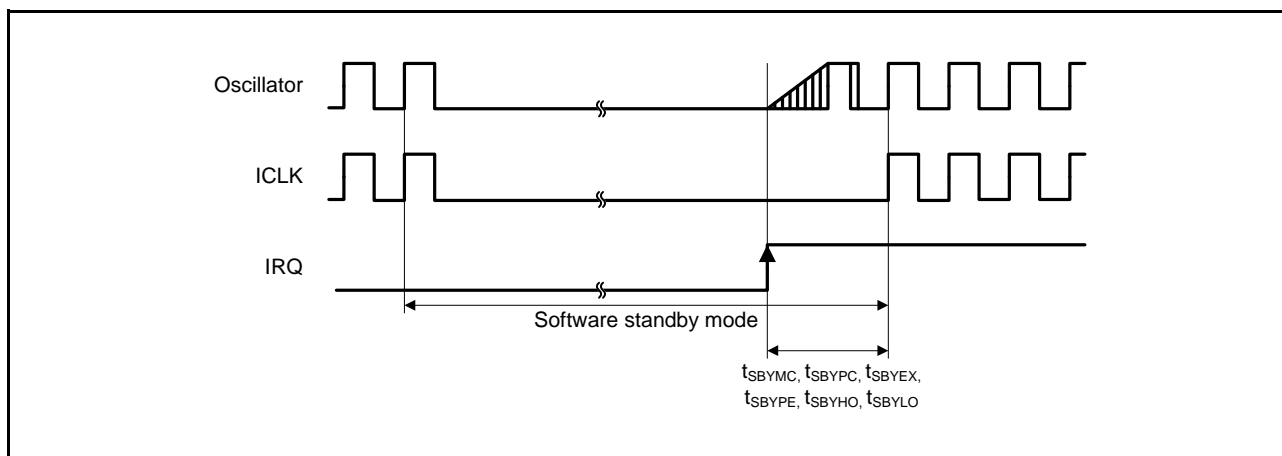 Oscillator
ICLK
IRQ
Software standby mode
tSBYMC, tSBYPC, tSBYEX,
tSBYPE, tSBYHO, tSBYLO